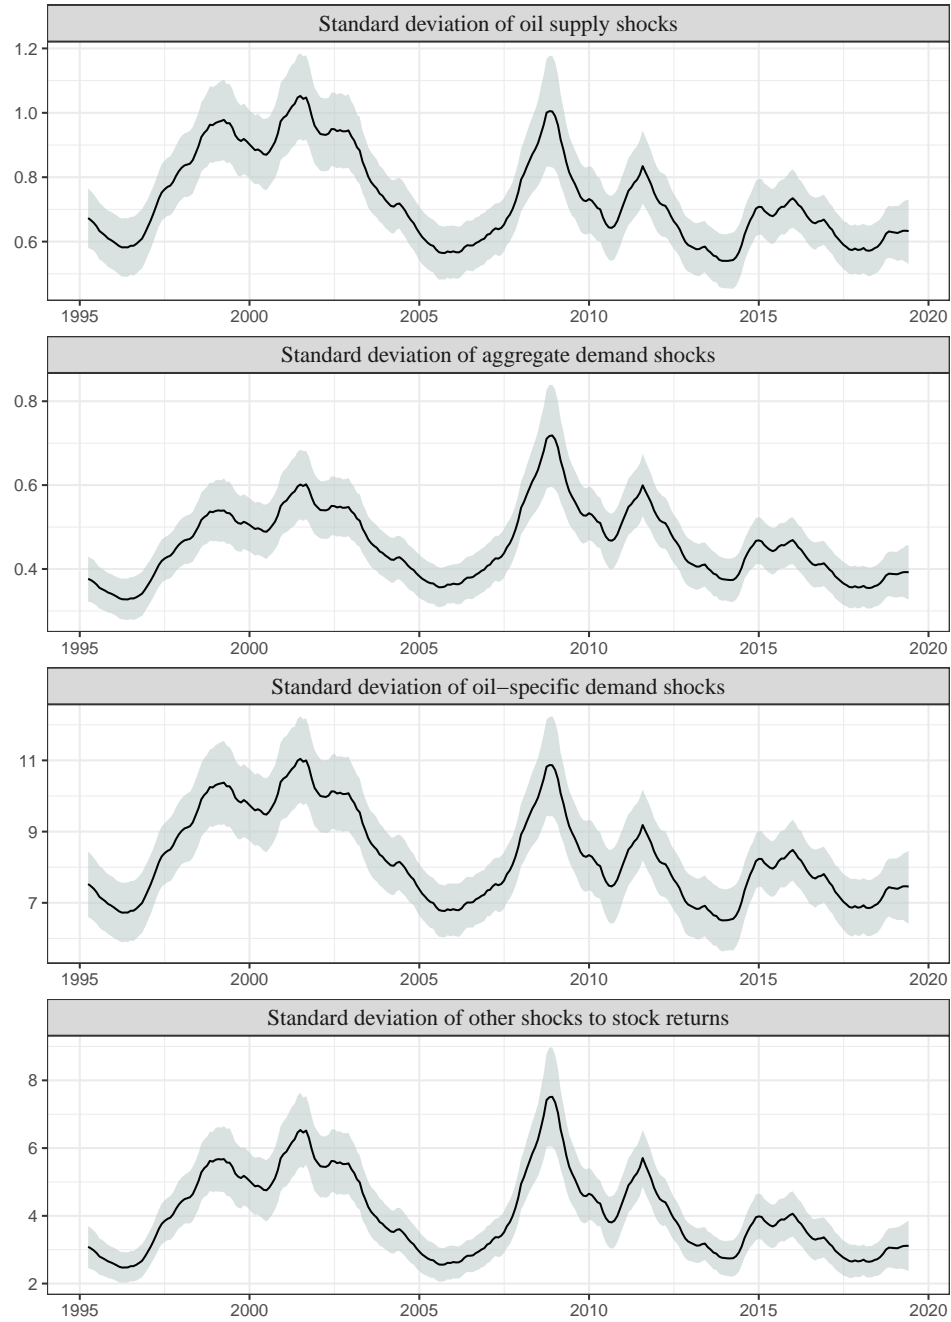 Standard deviation of oil supply shocks
1.2
1.0
0.8
0.6
1995 2000 2005 2010 2015 2020
Standard deviation of aggregate demand shocks
0.8
0.6
0.4
1995 2000 2005 2010 2015 2020
Standard deviation of oil−specific demand shocks
11
9
7
1995 2000 2005 2010 2015 2020
Standard deviation of other shocks to stock returns
8
6
4
2
1995 2000 2005 2010 2015 2020